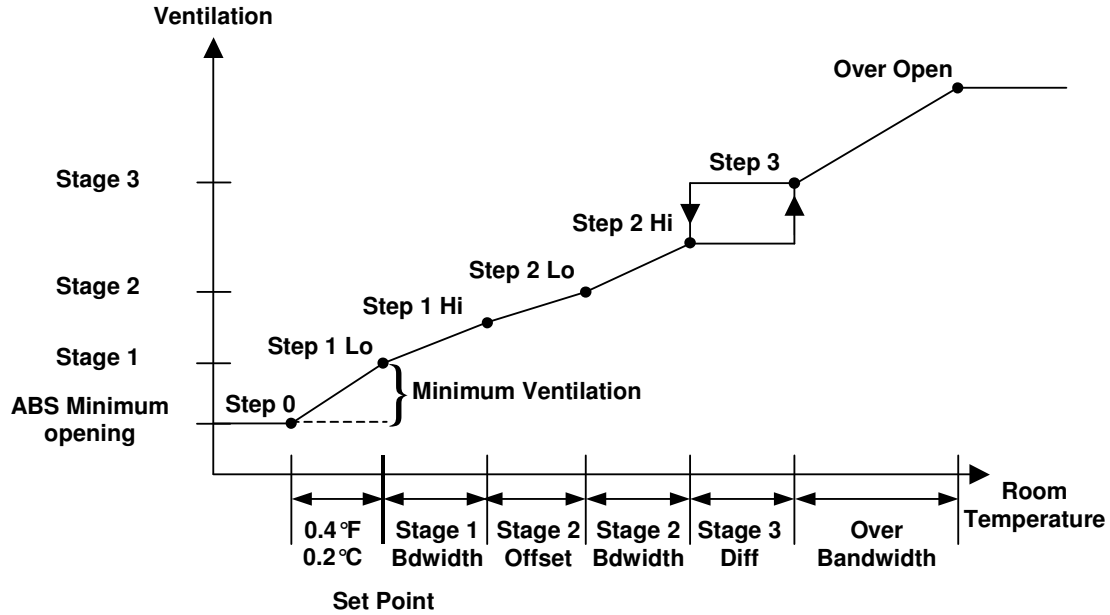 Ventilation
Over Open
Step 3
Stage 3
Step 2 Hi
Step 2 Lo
Stage 2
Step 1 Hi
Step 1 Lo
Stage 1
Minimum Ventilation
ABS Minimum
opening
Step 0
Room
Temperature
0.4°F
0.2°C
Stage 1
Bdwidth
Stage 2
Offset
Stage 2
Bdwidth
Stage 3
Diff
Over
Bandwidth
Set Point